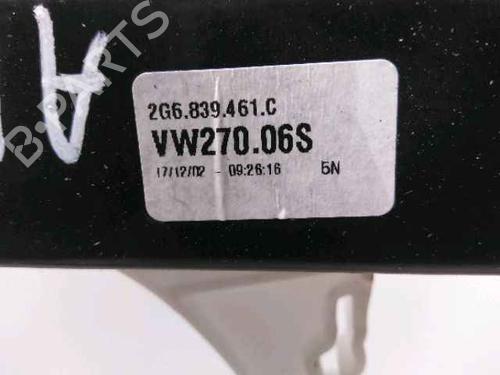 B-PARTS
2G6.839.461.C
VW270.06S
17/12/02 - 09:26:16 5N